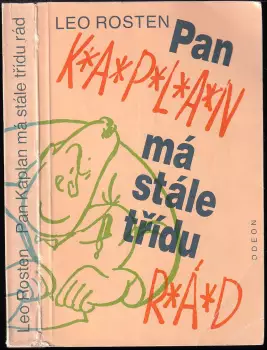 Leo Rosten Pan Kaplan má stále třídu rád
LEO ROSTEN
Pan
K*A*P*L*A*N
má
stále
třídu
R*Á*D
ODEON